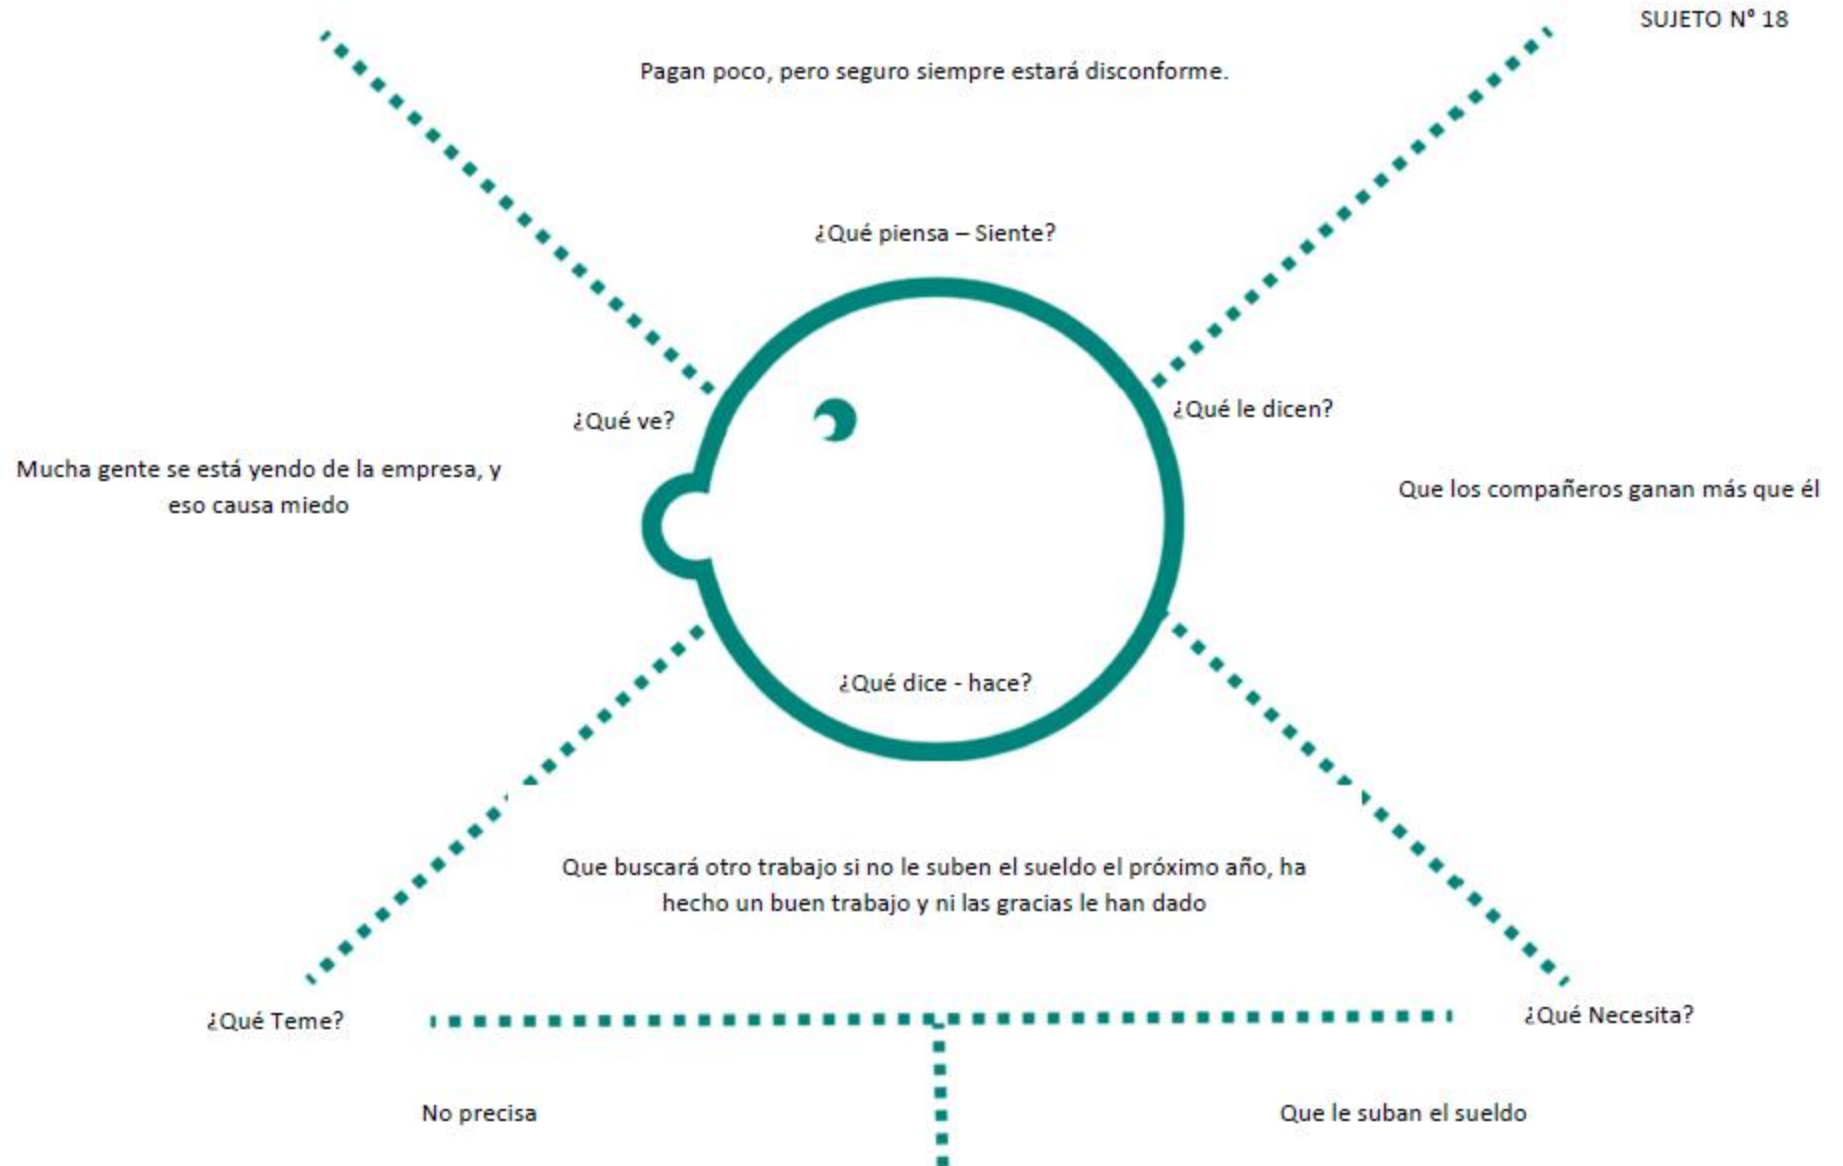 SUJETO N° 18
Pagan poco, pero seguro siempre estará disconforme.
¿Qué piensa – Siente?
¿Qué ve?
¿Qué le dicen?
Mucha gente se está yendo de la empresa, y
eso causa miedo
Que los compañeros ganan más que él
¿Qué dice - hace?
Que buscará otro trabajo si no le suben el sueldo el próximo año, ha
hecho un buen trabajo y ni las gracias le han dado
¿Qué Teme?
¿Qué Necesita?
No precisa
Que le suban el sueldo